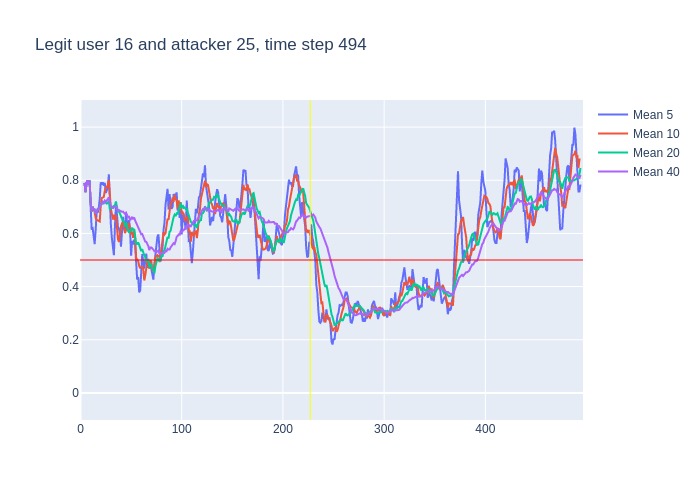 Legit user 16 and attacker 25, time step 494
Mean 5
Mean 10
Mean 20
Mean 40
1
0.8
0.6
0.4
0.2
0
0 100 200 300 400